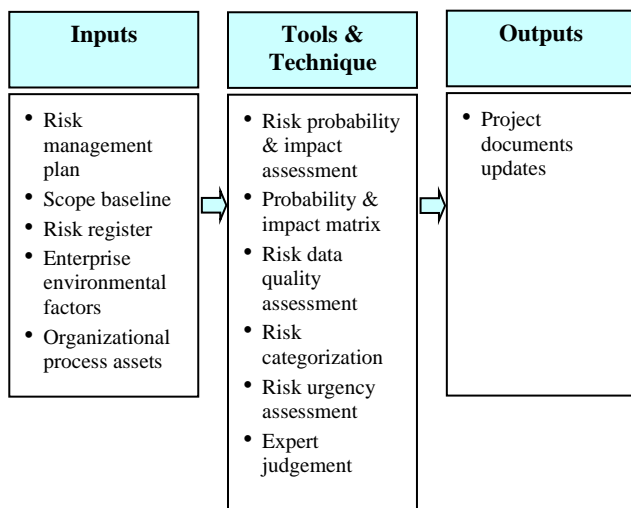 Inputs
• Risk
management
plan
• Scope baseline
• Risk register
• Enterprise
environmental
factors
• Organizational
process assets
Tools &
Technique
• Risk probability
& impact
assessment
• Probability &
impact matrix
• Risk data
quality
assessment
• Risk
categorization
• Risk urgency
assessment
• Expert
judgement
Outputs
• Project
documents
updates